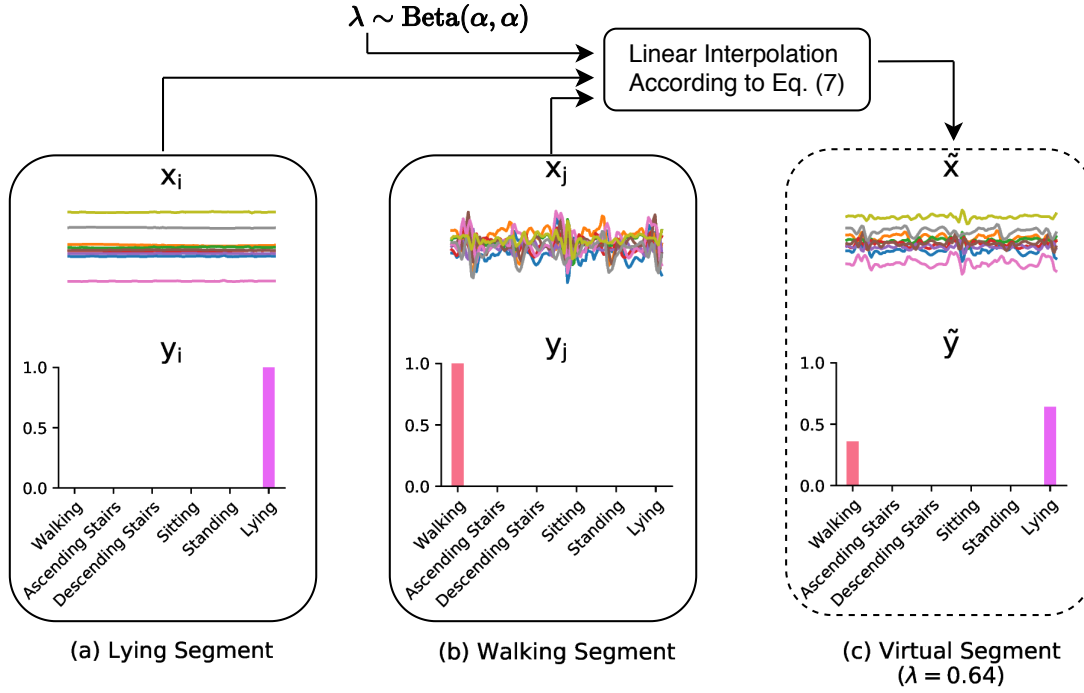 λ ∼ Beta(α, α)
Linear Interpolation
According to Eq. (7)
xᵢ
yᵢ
1.0
0.5
0.0
Walking
Ascending Stairs
Descending Stairs
Sitting
Standing
Lying
(a) Lying Segment
xⱼ
yⱼ
1.0
0.5
0.0
Walking
Ascending Stairs
Descending Stairs
Sitting
Standing
Lying
(b) Walking Segment
x̃
ỹ
1.0
0.5
0.0
Walking
Ascending Stairs
Descending Stairs
Sitting
Standing
Lying
(c) Virtual Segment
(λ = 0.64)